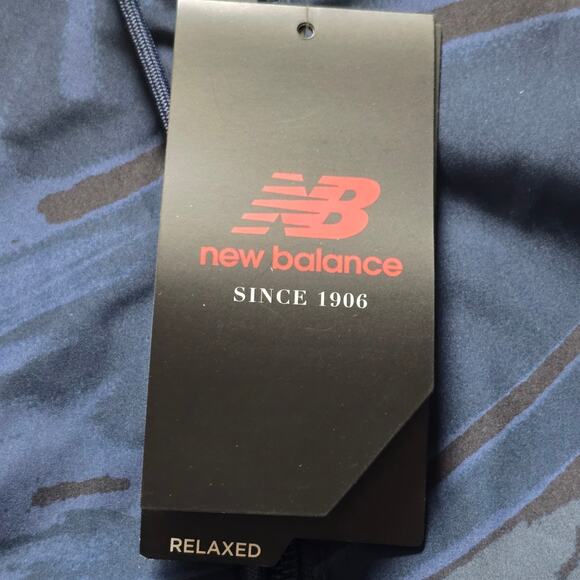 NB
new balance
SINCE 1906
RELAXED